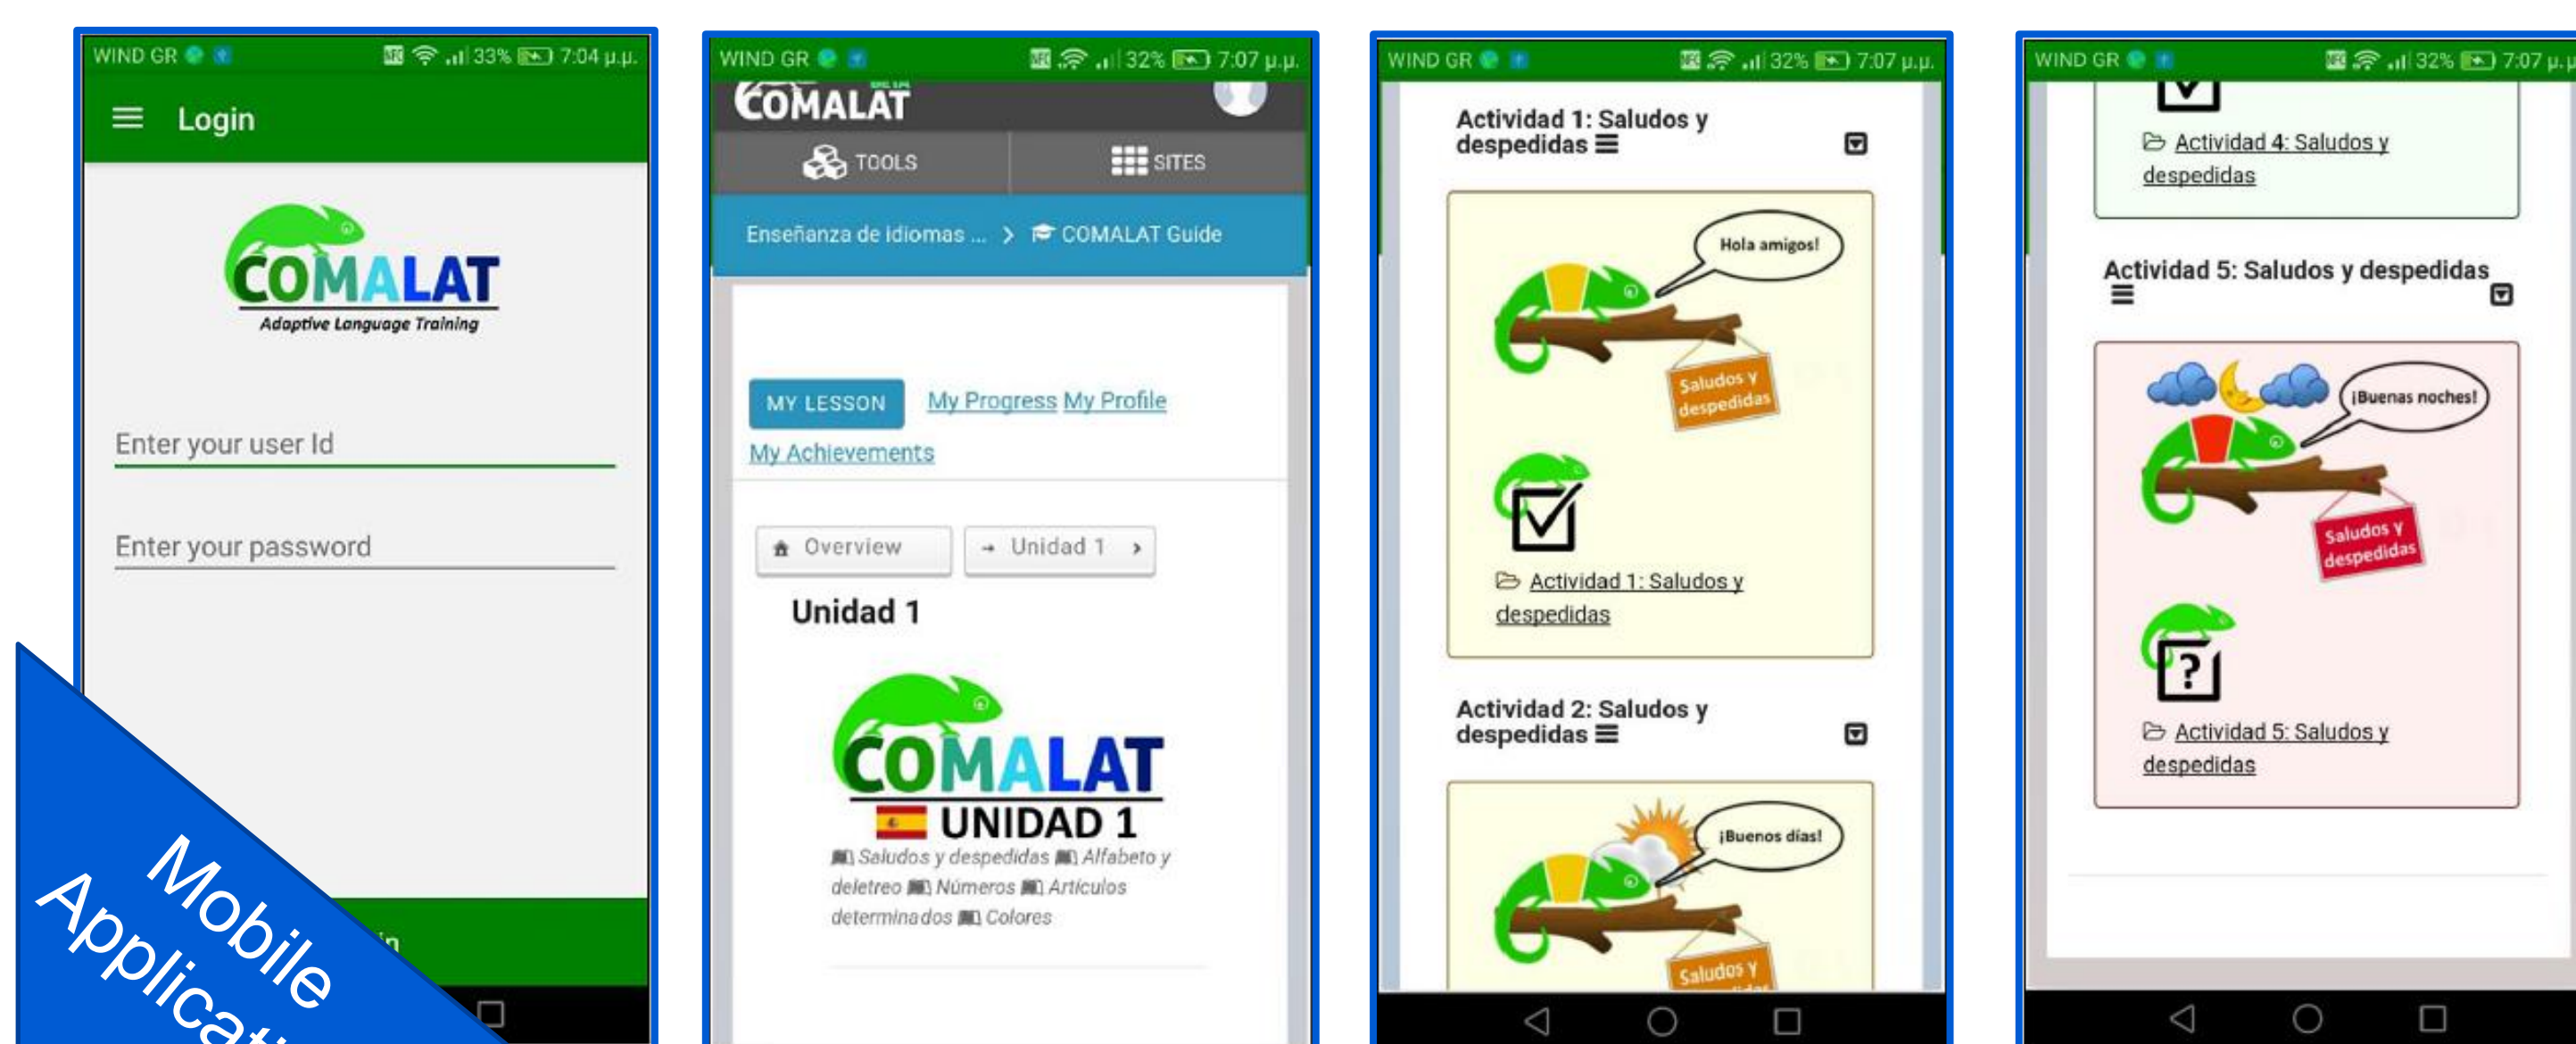 WIND GR 33% 7:04 μ.μ.
Login
COMALAT
Adaptive Language Training
Enter your user Id
Enter your password
Mobile
WIND GR 32% 7:07 μ.μ.
COMALAT
TOOLS SITES
Enseñanza de idiomas ... > COMALAT Guide
MY LESSON My Progress My Profile
My Achievements
Overview → Unidad 1 >
Unidad 1
COMALAT
UNIDAD 1
Saludos y despedidas Alfabeto y
deletreo Números Artículos
determinados Colores
WIND GR 32% 7:07 μ.μ.
Actividad 1: Saludos y
despedidas
Hola amigos!
Saludos y
despedidas
Actividad 1: Saludos y
despedidas
Actividad 2: Saludos y
despedidas
¡Buenos días!
Saludos y
WIND GR 32% 7:07 μ.μ
Actividad 4: Saludos y
despedidas
Actividad 5: Saludos y despedidas
¡Buenas noches!
Saludos y
despedidas
?
Actividad 5: Saludos y
despedidas